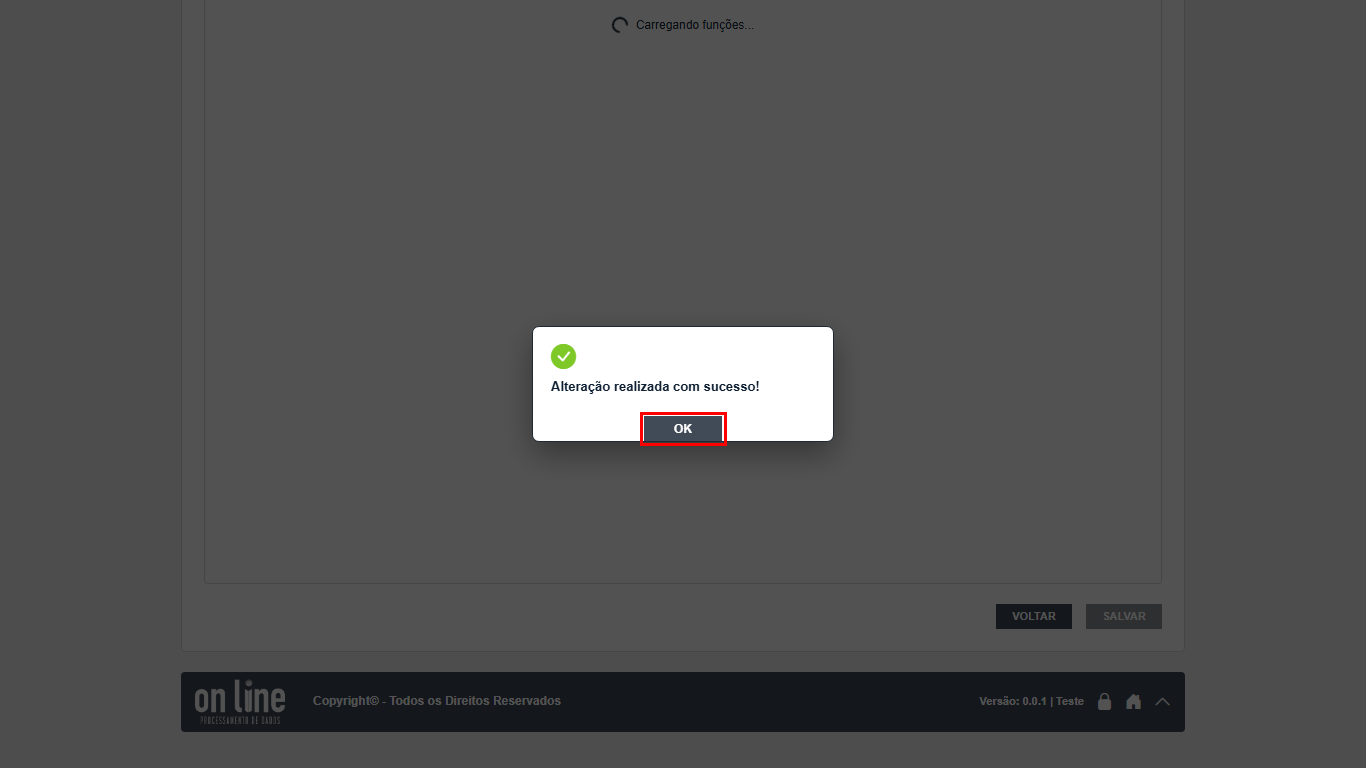 Carregando funções...
Alteração realizada com sucesso!
OK
VOLTAR
SALVAR
on line
PROCESSAMENTO DE DADOS
Copyright© - Todos os Direitos Reservados
Versão: 0.0.1 | Teste